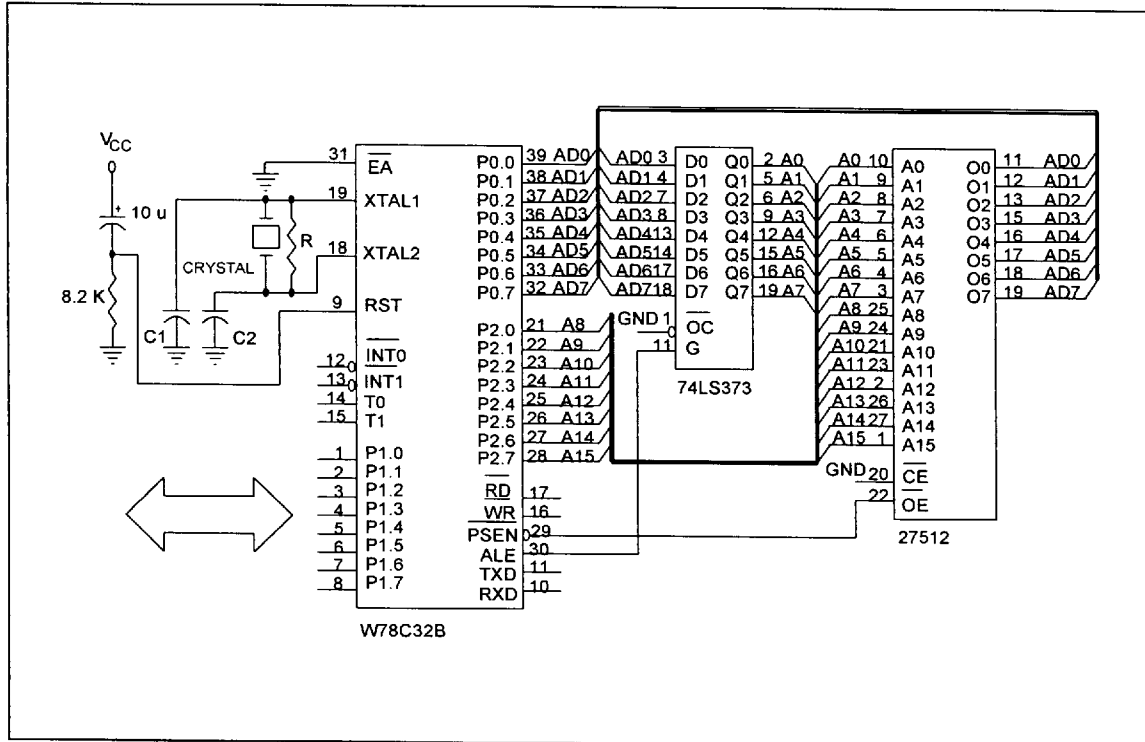 VCC
10 u
8.2 K
C1
C2
CRYSTAL
R
31 EA
19 XTAL1
18 XTAL2
9 RST
12 INT0
13 INT1
14 T0
15 T1
1 P1.0
2 P1.1
3 P1.2
4 P1.3
5 P1.4
6 P1.5
7 P1.6
8 P1.7
P0.0 39 AD0
P0.1 38 AD1
P0.2 37 AD2
P0.3 36 AD3
P0.4 35 AD4
P0.5 34 AD5
P0.6 33 AD6
P0.7 32 AD7
P2.0 21 A8
P2.1 22 A9
P2.2 23 A10
P2.3 24 A11
P2.4 25 A12
P2.5 26 A13
P2.6 27 A14
P2.7 28 A15
RD 17
WR 16
PSEN 29
ALE 30
TXD 11
RXD 10
W78C32B
AD0 3 D0 Q0 2 A0
AD1 4 D1 Q1 5 A1
AD2 7 D2 Q2 6 A2
AD3 8 D3 Q3 9 A3
AD4 13 D4 Q4 12 A4
AD5 14 D5 Q5 15 A5
AD6 17 D6 Q6 16 A6
AD7 18 D7 Q7 19 A7
GND 1 OC
11 G
74LS373
A0 10 A0 O0 11 AD0
A1 9 A1 O1 12 AD1
A2 8 A2 O2 13 AD2
A3 7 A3 O3 15 AD3
A4 6 A4 O4 16 AD4
A5 5 A5 O5 17 AD5
A6 4 A6 O6 18 AD6
A7 3 A7 O7 19 AD7
A8 25 A8
A9 24 A9
A10 21 A10
A11 23 A11
A12 2 A12
A13 26 A13
A14 27 A14
A15 1 A15
GND 20 CE
22 OE
27512